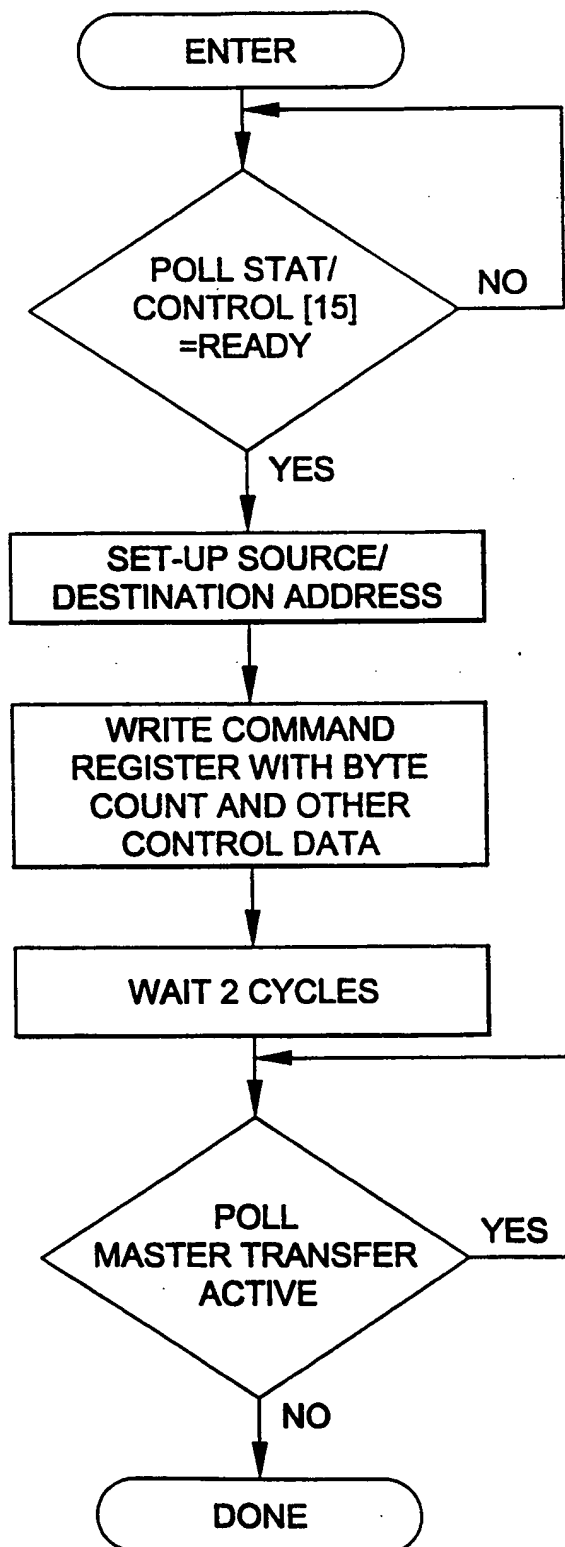 ENTER
POLL STAT/
CONTROL [15]
=READY
NO
YES
SET-UP SOURCE/
DESTINATION ADDRESS
WRITE COMMAND
REGISTER WITH BYTE
COUNT AND OTHER
CONTROL DATA
WAIT 2 CYCLES
POLL
MASTER TRANSFER
ACTIVE
YES
NO
DONE